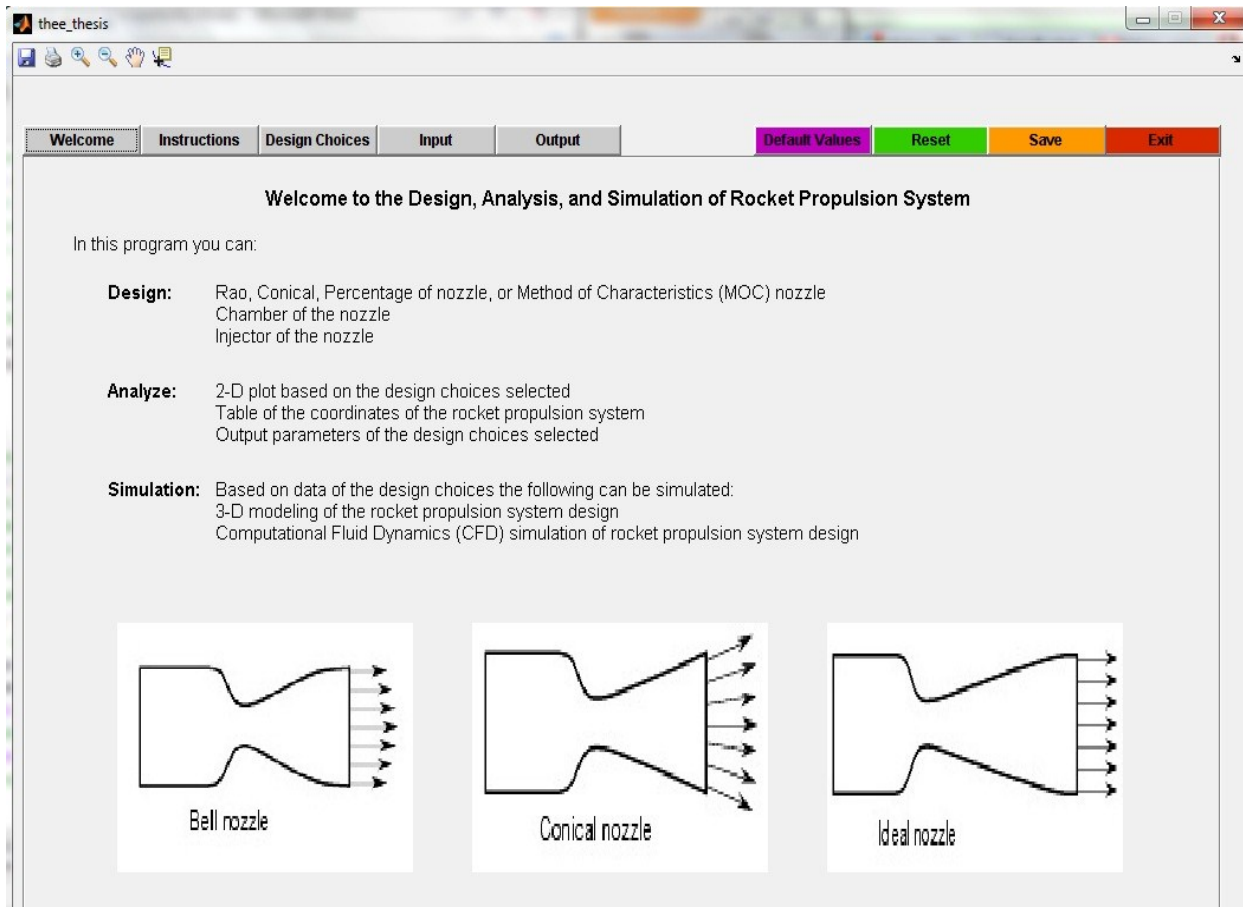 thee_thesis
Welcome Instructions Design Choices Input Output Default Values Reset Save Exit
Welcome to the Design, Analysis, and Simulation of Rocket Propulsion System
In this program you can:
Design: Rao, Conical, Percentage of nozzle, or Method of Characteristics (MOC) nozzle
Chamber of the nozzle
Injector of the nozzle
Analyze: 2-D plot based on the design choices selected
Table of the coordinates of the rocket propulsion system
Output parameters of the design choices selected
Simulation: Based on data of the design choices the following can be simulated:
3-D modeling of the rocket propulsion system design
Computational Fluid Dynamics (CFD) simulation of rocket propulsion system design
Bell nozzle
Conical nozzle
Ideal nozzle